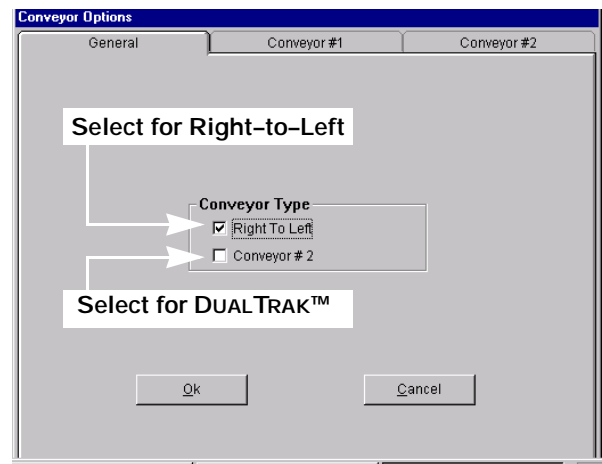 Conveyor Options
General Conveyor #1 Conveyor #2
Select for Right–to–Left
Conveyor Type
Right To Left
Conveyor # 2
Select for DUALTRAK™
Ok Cancel